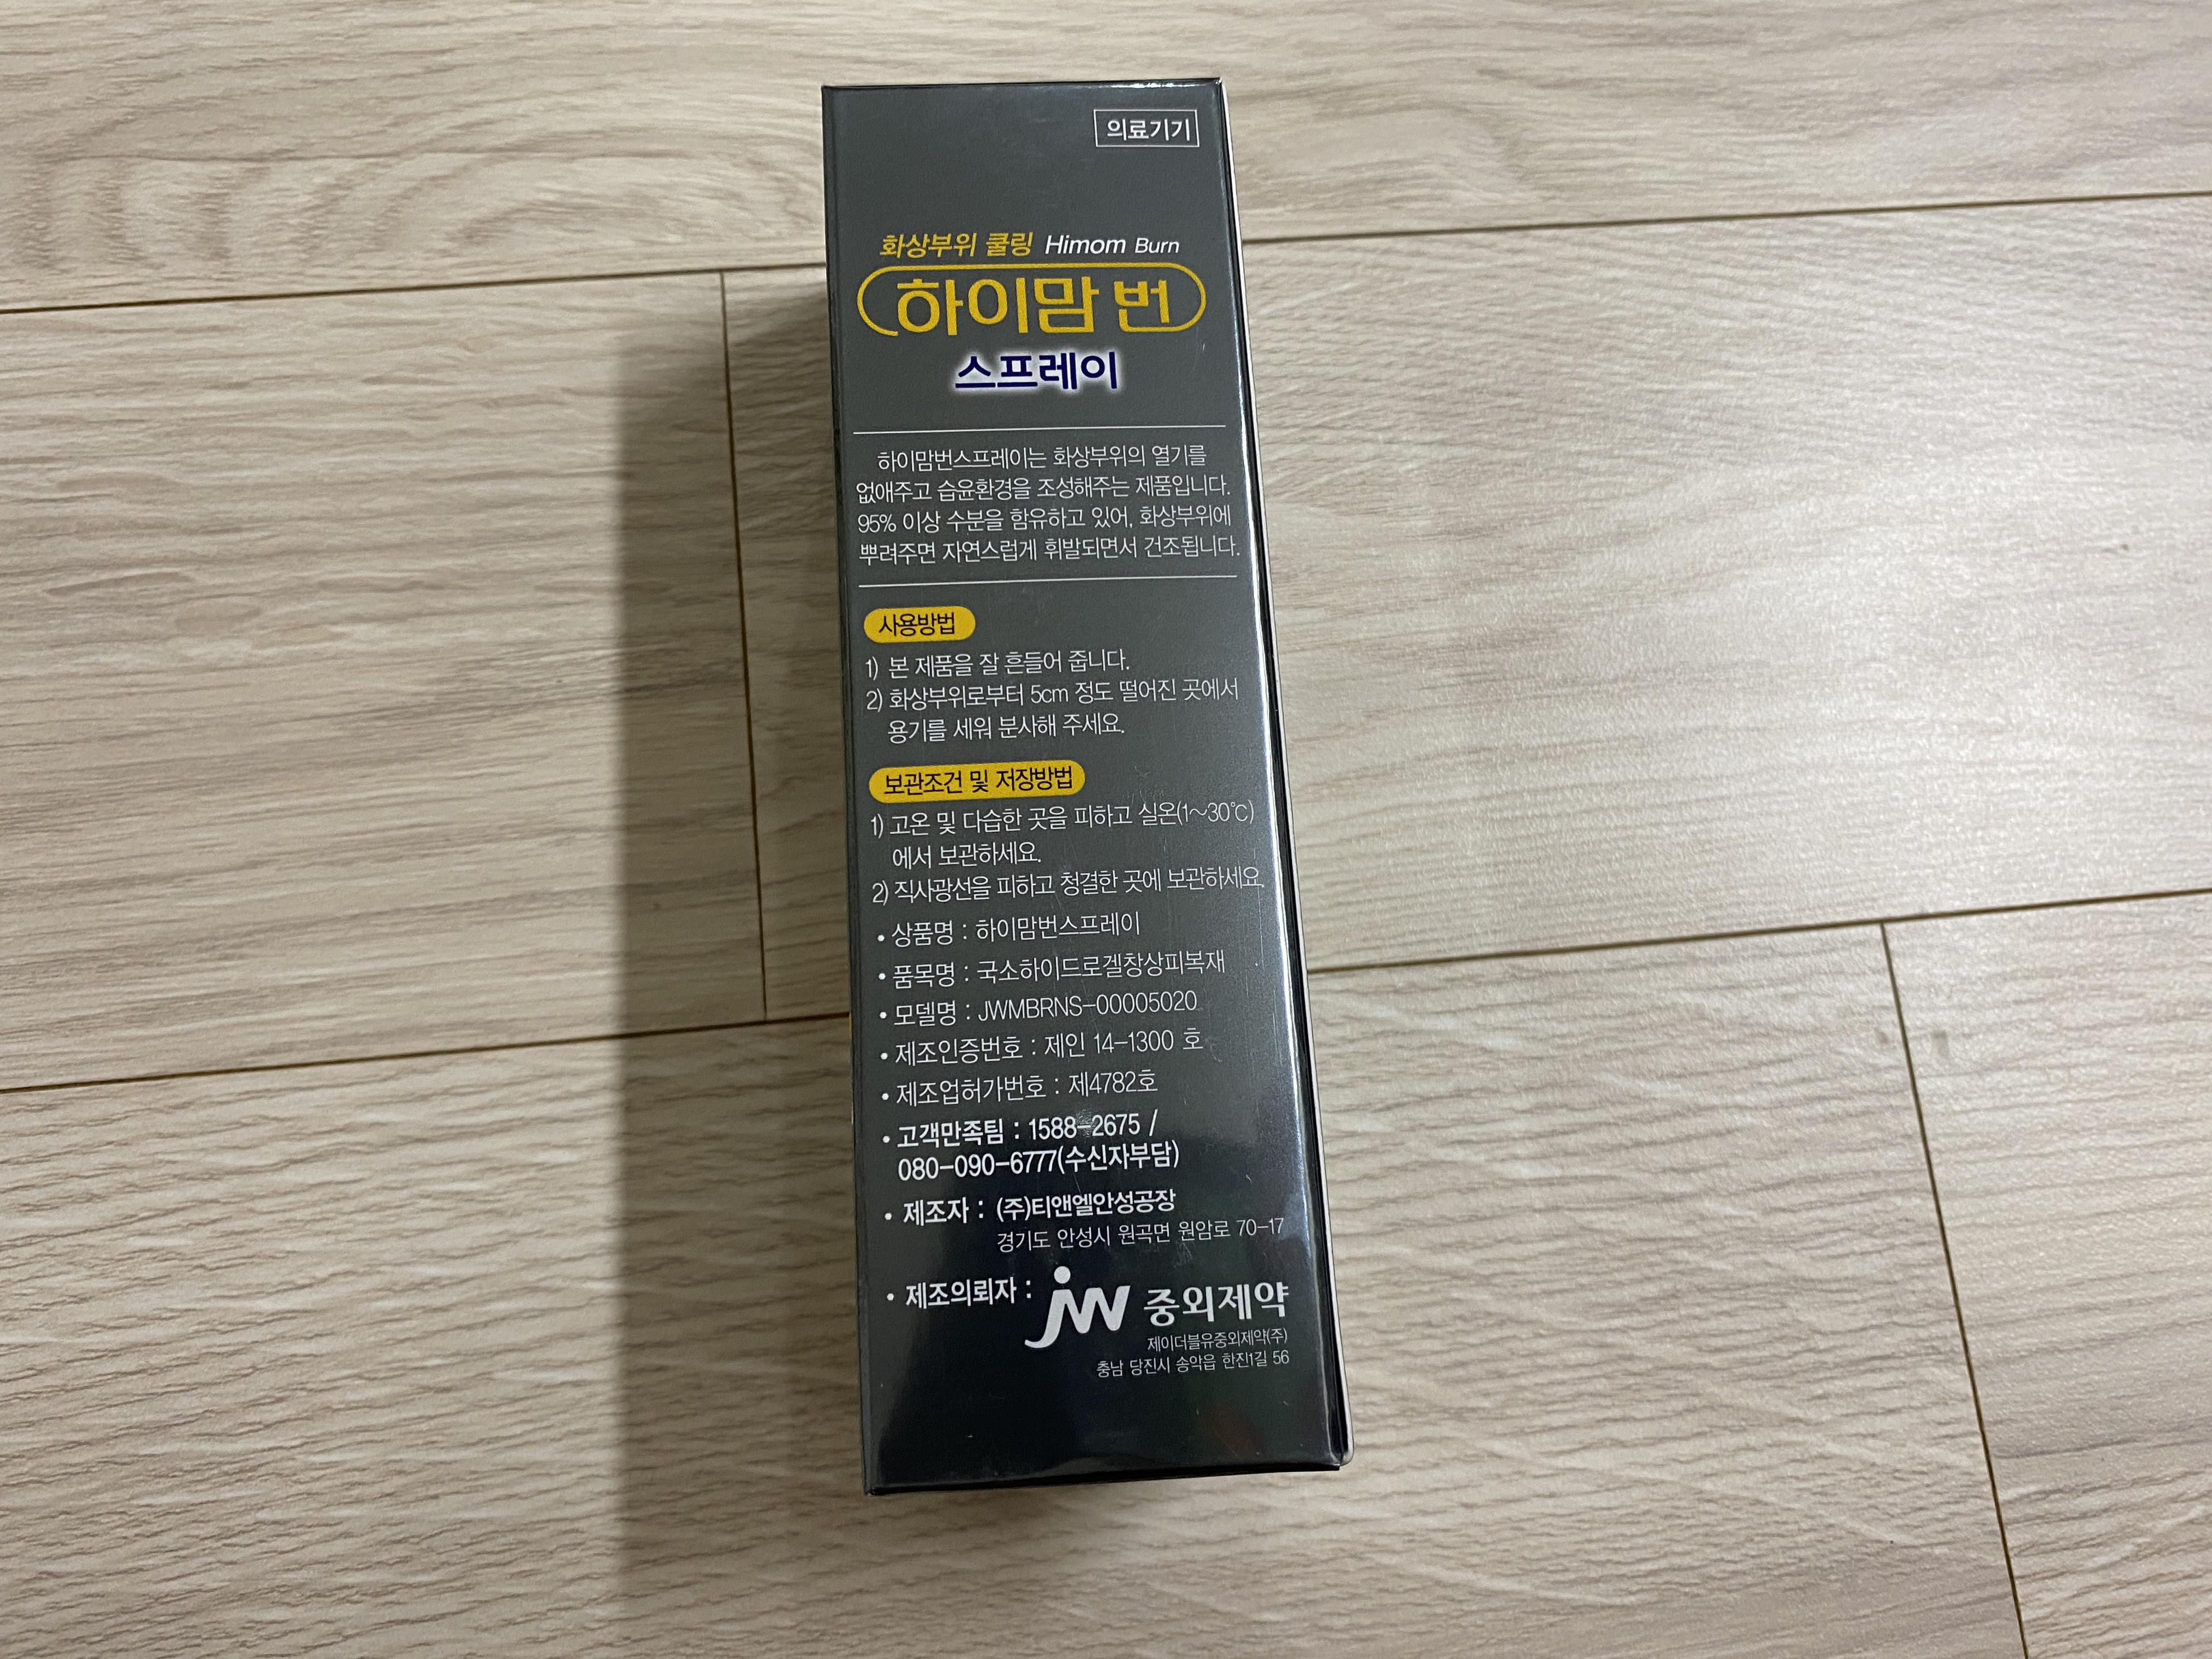 의료기기
화상부위 쿨링 Himom Burn
하이맘 번
스프레이
하이맘번스프레이는 화상부위의 열기를
없애주고 습윤환경을 조성해주는 제품입니다.
95% 이상 수분을 함유하고 있어, 화상부위에
뿌려주면 자연스럽게 휘발되면서 건조됩니다.
사용방법
1) 본 제품을 잘 흔들어 줍니다.
2) 화상부위로부터 5cm 정도 떨어진 곳에서
용기를 세워 분사해 주세요.
보관조건 및 저장방법
1) 고온 및 다습한 곳을 피하고 실온(1~30℃)
에서 보관하세요.
2) 직사광선을 피하고 청결한 곳에 보관하세요.
• 상품명 : 하이맘번스프레이
• 품목명 : 국소하이드로겔창상피복재
• 모델명 : JWMBRNS-00005020
• 제조인증번호 : 제인 14-1300 호
• 제조업허가번호 : 제4782호
• 고객만족팀 : 1588-2675 /
080-090-6777(수신자부담)
• 제조자 : (주)티앤엘안성공장
경기도 안성시 원곡면 원암로 70-17
• 제조의뢰자 : jw 중외제약
제이더블유중외제약(주)
충남 당진시 송악읍 한진1길 56